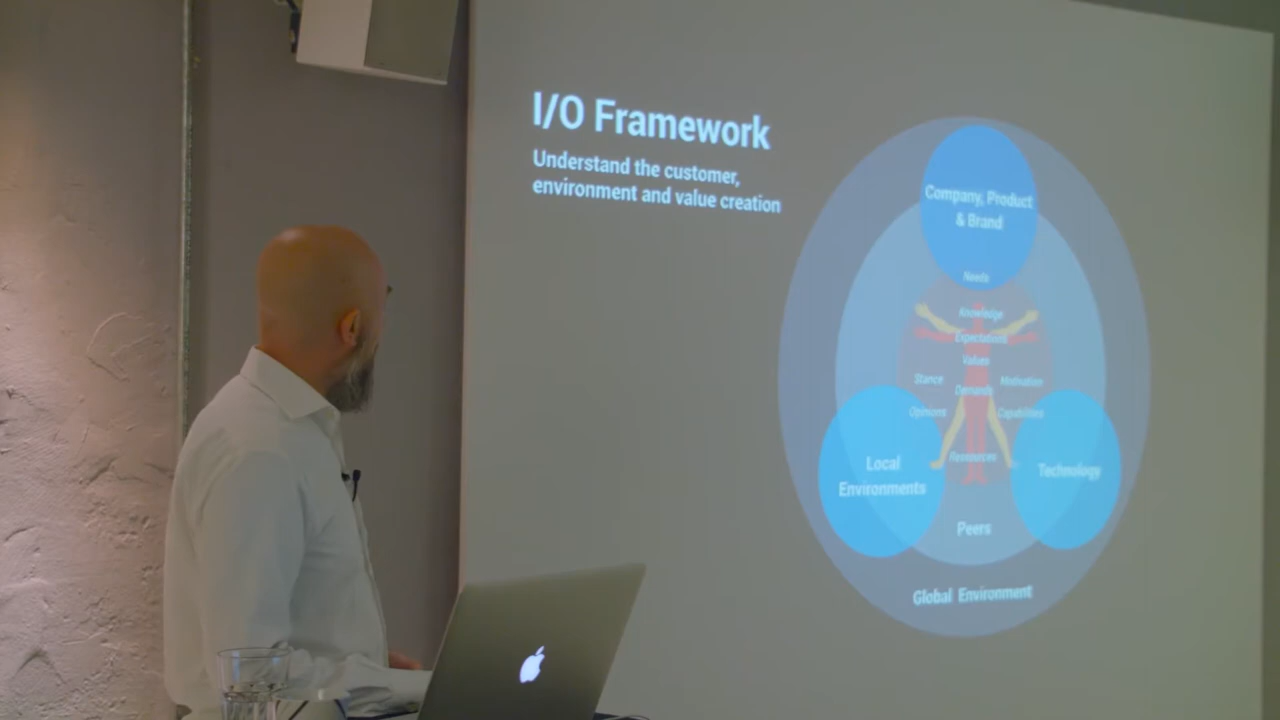 I/O Framework
Understand the customer,
environment and value creation
Company, Product
& Brand
Needs
Knowledge
Expectations
Values
Stance
Motivation
Demands
Opinions
Capabilities
Resources
Local
Environments
Technology
Peers
Global Environment